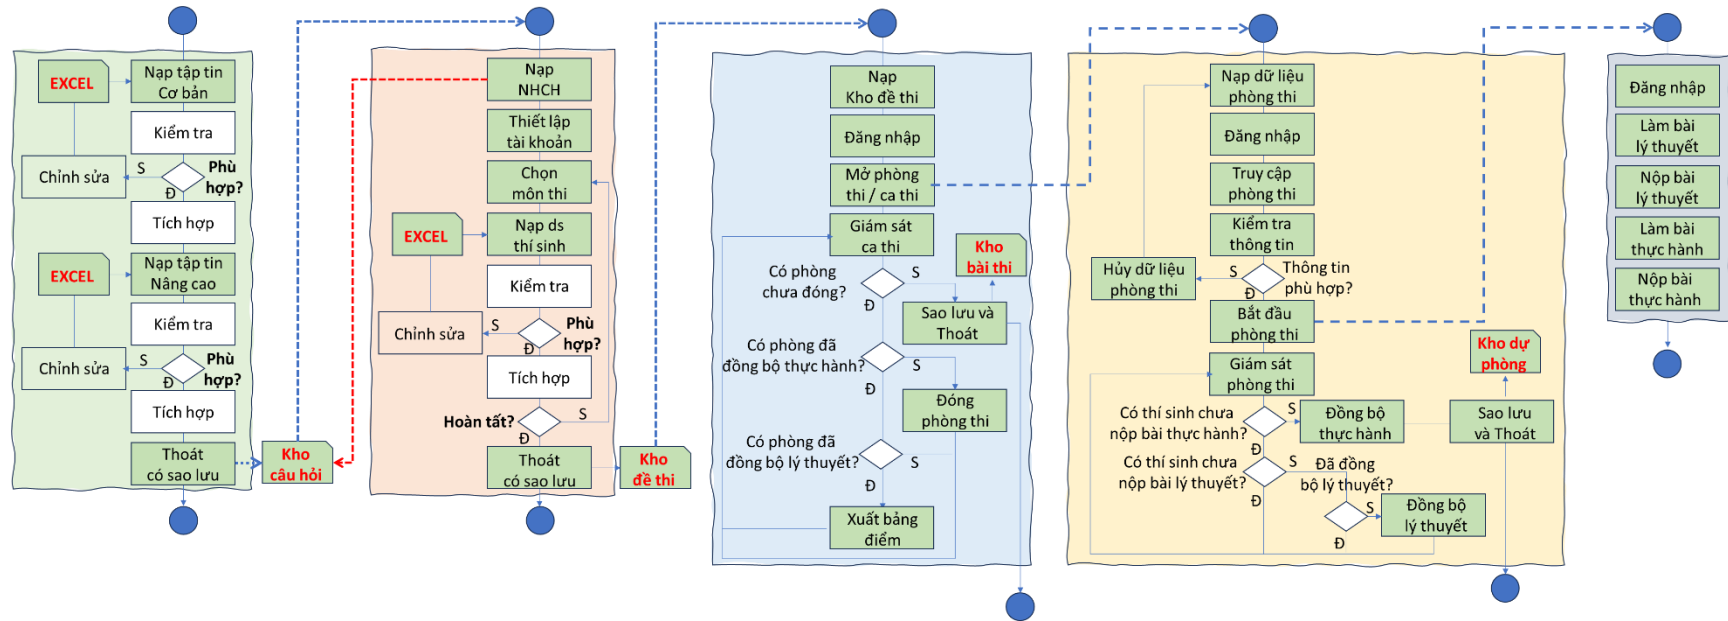 EXCEL
Nạp tập tin
Cơ bản
Kiểm tra
Chỉnh sửa
S
Đ
Phù
hợp?
Tích hợp
EXCEL
Nạp tập tin
Nâng cao
Kiểm tra
Chỉnh sửa
S
Đ
Phù
hợp?
Tích hợp
Thoát
có sao lưu
Kho
câu hỏi
Nạp
NHCH
Thiết lập
tài khoản
Chọn
môn thi
EXCEL
Nạp ds
thí sinh
Kiểm tra
Chỉnh sửa
S
Đ
Phù
hợp?
Tích hợp
Hoàn tất?
S
Đ
Thoát
có sao lưu
Kho
đề thi
Nạp
Kho đề thi
Đăng nhập
Mở phòng
thi / ca thi
Giám sát
ca thi
Kho
bài thi
Có phòng
chưa đóng?
S
Đ
Sao lưu và
Thoát
Có phòng đã
đồng bộ thực hành?
S
Đ
Đóng
phòng thi
Có phòng đã
đồng bộ lý thuyết?
S
Đ
Xuất bảng
điểm
Nạp dữ liệu
phòng thi
Đăng nhập
Truy cập
phòng thi
Kiểm tra
thông tin
Hủy dữ liệu
phòng thi
S
Đ
Thông tin
phù hợp?
Bắt đầu
phòng thi
Giám sát
phòng thi
Kho dự
phòng
Có thí sinh chưa
nộp bài thực hành?
S
Đ
Đồng bộ
thực hành
Sao lưu
và Thoát
Có thí sinh chưa
nộp bài lý thuyết?
S
Đ
Đã đồng
bộ lý thuyết?
S
Đ
Đồng bộ
lý thuyết
Đăng nhập
Làm bài
lý thuyết
Nộp bài
lý thuyết
Làm bài
thực hành
Nộp bài
thực hành